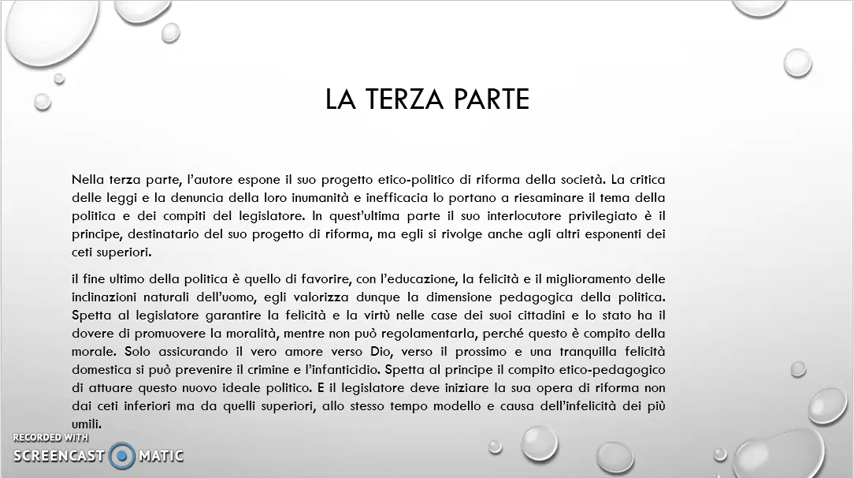 LA TERZA PARTE
Nella terza parte, l'autore espone il suo progetto etico-politico di riforma della società. La critica
delle leggi e la denuncia della loro inumanità e inefficacia lo portano a riesaminare il tema della
politica e dei compiti del legislatore. In quest'ultima parte il suo interlocutore privilegiato è il
principe, destinatario del suo progetto di riforma, ma egli si rivolge anche agli altri esponenti dei
ceti superiori.
il fine ultimo della politica è quello di favorire, con l'educazione, la felicità e il miglioramento delle
inclinazioni naturali dell'uomo, egli valorizza dunque la dimensione pedagogica della politica.
Spetta al legislatore garantire la felicità e la virtù nelle case dei suoi cittadini e lo stato ha il
dovere di promuovere la moralità, mentre non può regolamentarla, perché questo è compito della
morale. Solo assicurando il vero amore verso Dio, verso il prossimo e una tranquilla felicità
domestica si può prevenire il crimine e l'infanticidio. Spetta al principe il compito etico-pedagogico
di attuare questo nuovo ideale politico. E il legislatore deve iniziare la sua opera di riforma non
dai ceti inferiori ma da quelli superiori, allo stesso tempo modello e causa dell'infelicità dei più
umili.
RECORDED WITH
SCREENCAST MATIC